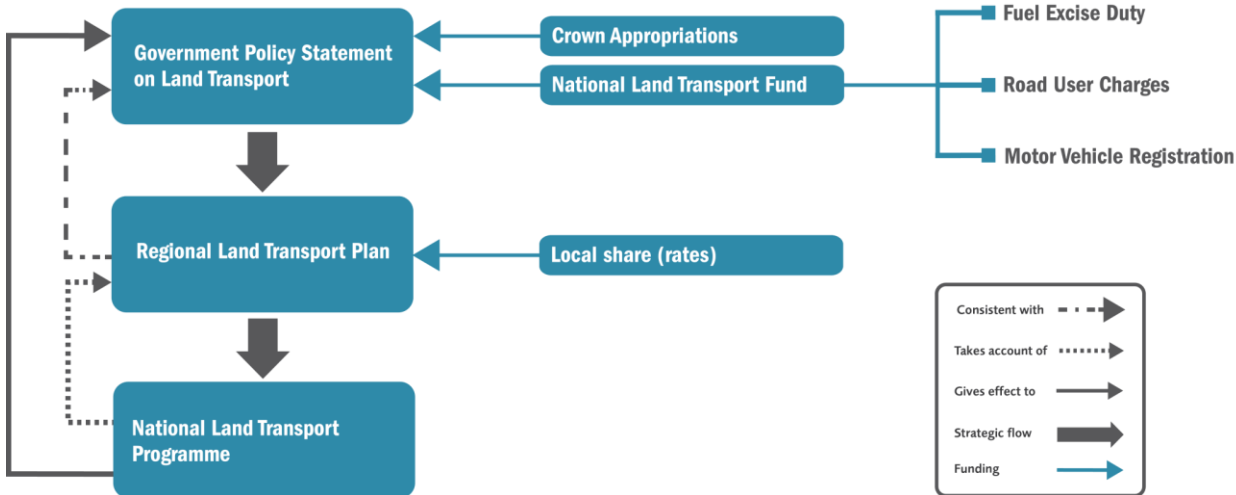 Government Policy Statement
on Land Transport
Crown Appropriations
National Land Transport Fund
Fuel Excise Duty
Road User Charges
Motor Vehicle Registration
Regional Land Transport Plan
Local share (rates)
National Land Transport
Programme
Consistent with
Takes account of
Gives effect to
Strategic flow
Funding